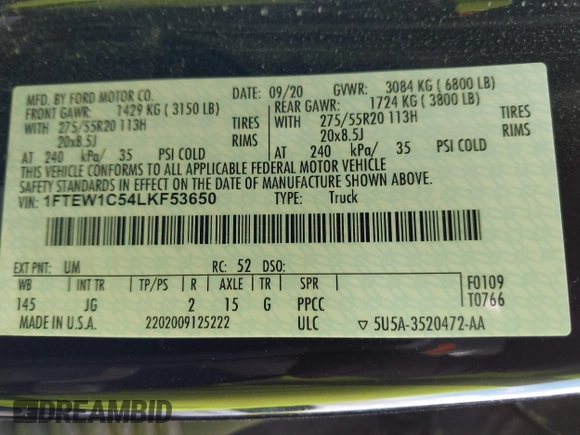 MFD. BY FORD MOTOR CO. DATE: 09/20 GVWR: 3084 KG ( 6800 LB)
FRONT GAWR: 1429 KG ( 3150 LB) REAR GAWR: 1724 KG ( 3800 LB)
WITH 275/55R20 113H TIRES WITH 275/55R20 113H TIRES
20x8.5J RIMS 20x8.5J RIMS
AT 240 kPa/ 35 PSI COLD AT 240 kPa/ 35 PSI COLD
THIS VEHICLE CONFORMS TO ALL APPLICABLE FEDERAL MOTOR VEHICLE
SAFETY STANDARDS IN EFFECT ON THE DATE OF MANUFACTURE SHOWN ABOVE.
VIN: 1FTEW1C54LKF53650 TYPE: Truck
EXT PNT: UM RC: 52 DSO:
WB INT TR TP/PS R AXLE TR SPR F0109
145 JG 2 15 G PPCC T0766
MADE IN U.S.A. 2202009125222 ULC ▽ 5U5A-3520472-AA
DREAMBID